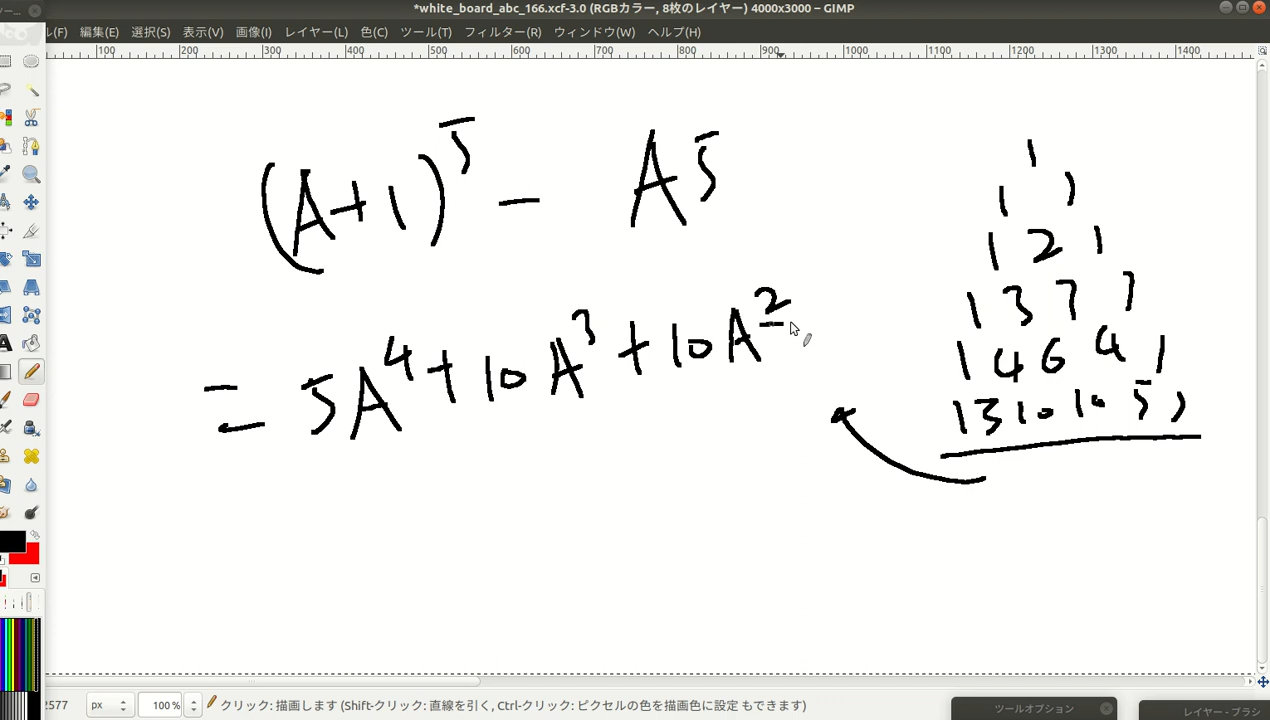 *white_board_abc_166.xcf-3.0 (RGBカラー, 8枚のレイヤー) 4000x3000 – GIMP
(F) 編集(E) 選択(S) 表示(V) 画像(I) レイヤー(L) 色(C) ツール(T) フィルター(R) ウィンドウ(W) ヘルプ(H)
100 200 300 400 500 600 700 800 900 1000 1100 1200 1300 1400
(A+1)^5 - A5
= 5A^4+10A^3+10A^2
1
1 1
1 2 1
1 3 3 1
1 4 6 4 1
1 5 10 10 5 1
2577 px 100 % クリック: 描画します (Shift-クリック: 直線を引く, Ctrl-クリック: ピクセルの色を描画色に設定 もできます)
ツールオプション
レイヤー - ブラシ